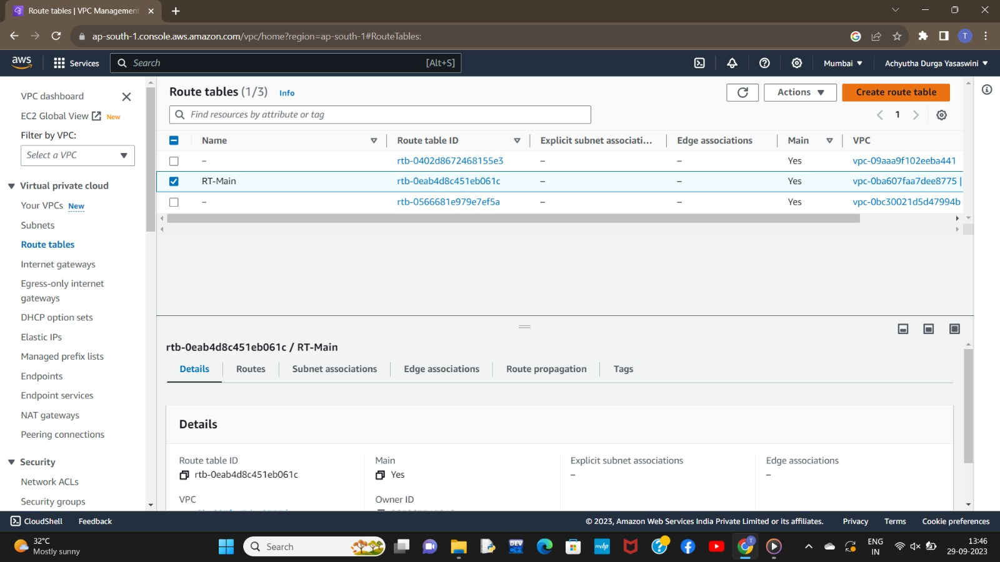 Route tables | VPC Management
ap-south-1.console.aws.amazon.com/vpc/home?region=ap-south-1#RouteTables:
T
aws
Services
Search
[Alt+S]
Mumbai
Achyutha Durga Yasaswini
VPC dashboard
EC2 Global View New
Filter by VPC:
Select a VPC
Virtual private cloud
Your VPCs New
Subnets
Route tables
Internet gateways
Egress-only internet
gateways
DHCP option sets
Elastic IPs
Managed prefix lists
Endpoints
Endpoint services
NAT gateways
Peering connections
Security
Network ACLs
Security groups
Route tables (1/3) Info
Actions
Create route table
Find resources by attribute or tag
1
Name Route table ID Explicit subnet associati... Edge associations Main VPC
– rtb-0402d8672468155e3 – – Yes vpc-09aaa9f102eeba441
RT-Main rtb-0eab4d8c451eb061c – – Yes vpc-0ba607faa7dee8775 |
– rtb-0566681e979e7ef5a – – Yes vpc-0bc30021d5d47994b
rtb-0eab4d8c451eb061c / RT-Main
Details Routes Subnet associations Edge associations Route propagation Tags
Details
Route table ID
rtb-0eab4d8c451eb061c
Main
Yes
Explicit subnet associations
–
Edge associations
–
VPC
Owner ID
CloudShell Feedback © 2023, Amazon Web Services India Private Limited or its affiliates. Privacy Terms Cookie preferences
32°C
Mostly sunny
Search
DEV
myhp
T
ENG
IN
13:46
29-09-2023